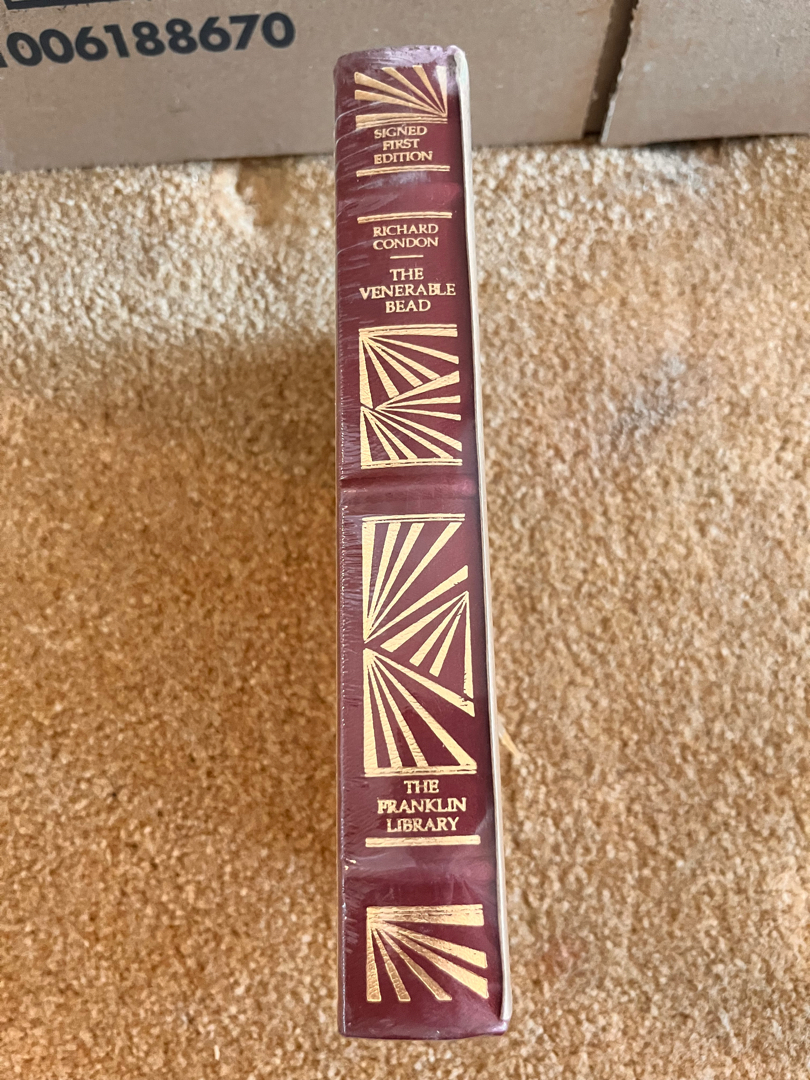 1006188670
SIGNED
FIRST
EDITION
RICHARD
CONDON
THE
VENERABLE
BEAD
THE
FRANKLIN
LIBRARY